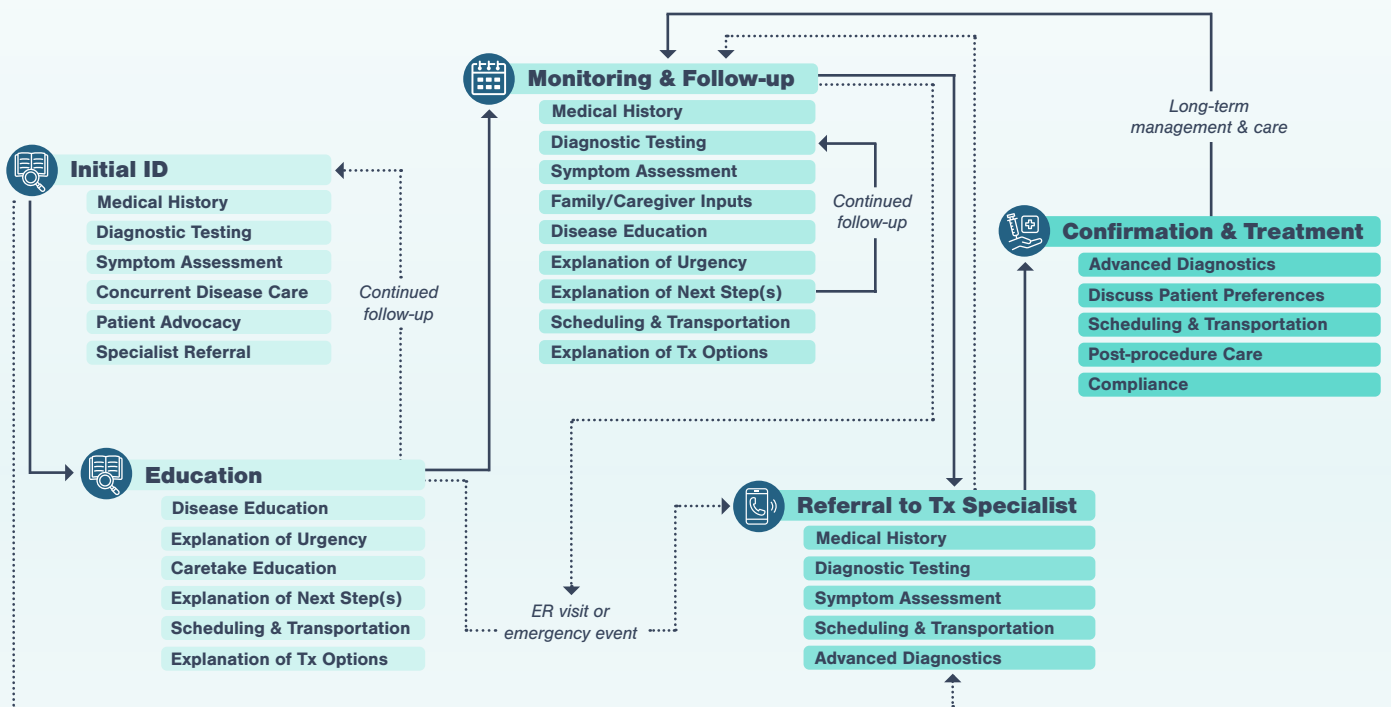 Initial ID
Medical History
Diagnostic Testing
Symptom Assessment
Concurrent Disease Care
Patient Advocacy
Specialist Referral
Continued
follow-up
Education
Disease Education
Explanation of Urgency
Caretake Education
Explanation of Next Step(s)
Scheduling & Transportation
Explanation of Tx Options
Monitoring & Follow-up
Medical History
Diagnostic Testing
Symptom Assessment
Family/Caregiver Inputs
Disease Education
Explanation of Urgency
Explanation of Next Step(s)
Scheduling & Transportation
Explanation of Tx Options
Continued
follow-up
ER visit or
emergency event
Referral to Tx Specialist
Medical History
Diagnostic Testing
Symptom Assessment
Scheduling & Transportation
Advanced Diagnostics
Long-term
management & care
Confirmation & Treatment
Advanced Diagnostics
Discuss Patient Preferences
Scheduling & Transportation
Post-procedure Care
Compliance